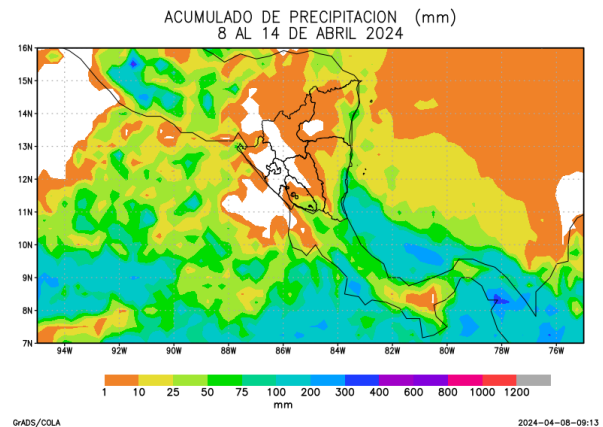 ACUMULADO DE PRECIPITACION (mm)
8 AL 14 DE ABRIL 2024
16N
15N
14N
13N
12N
11N
10N
9N
8N
7N
94W 92W 90W 88W 86W 84W 82W 80W 78W 76W
1 10 25 50 75 100 200 300 400 600 900 1000 1200
mm
GrADS/COLA 2024-04-08-09:13